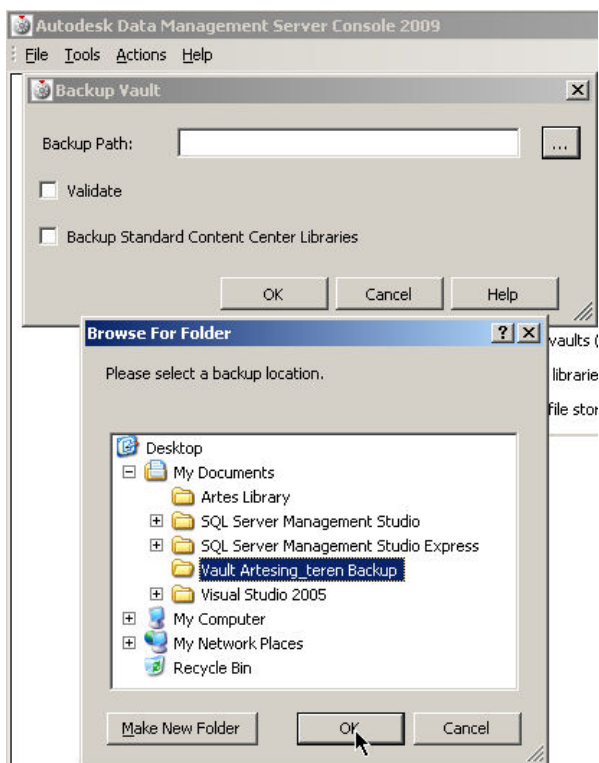 Autodesk Data Management Server Console 2009
File Tools Actions Help
Backup Vault
Backup Path:
...
Validate
Backup Standard Content Center Libraries
OK Cancel Help
Browse For Folder
vaults (
Please select a backup location.
librarie
file stor
Desktop
My Documents
Artes Library
SQL Server Management Studio
SQL Server Management Studio Express
Vault Artesing_teren Backup
Visual Studio 2005
My Computer
My Network Places
Recycle Bin
Make New Folder OK Cancel